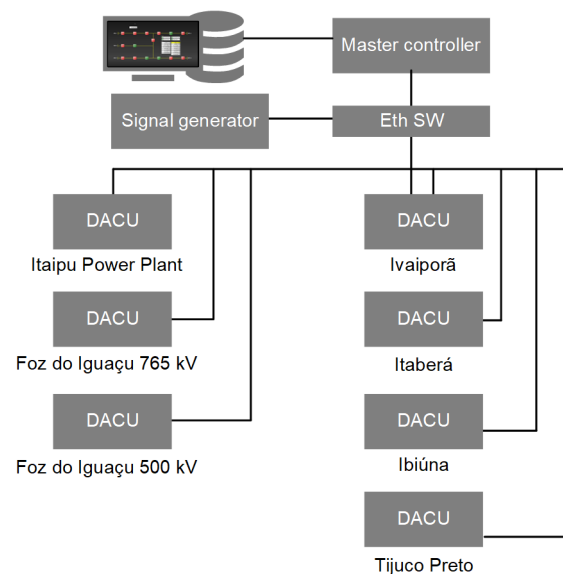 Master controller
Signal generator
Eth SW
DACU
Itaipu Power Plant
DACU
Ivaiporã
DACU
Foz do Iguaçu 765 kV
DACU
Itaberá
DACU
Foz do Iguaçu 500 kV
DACU
Ibiúna
DACU
Tijuco Preto